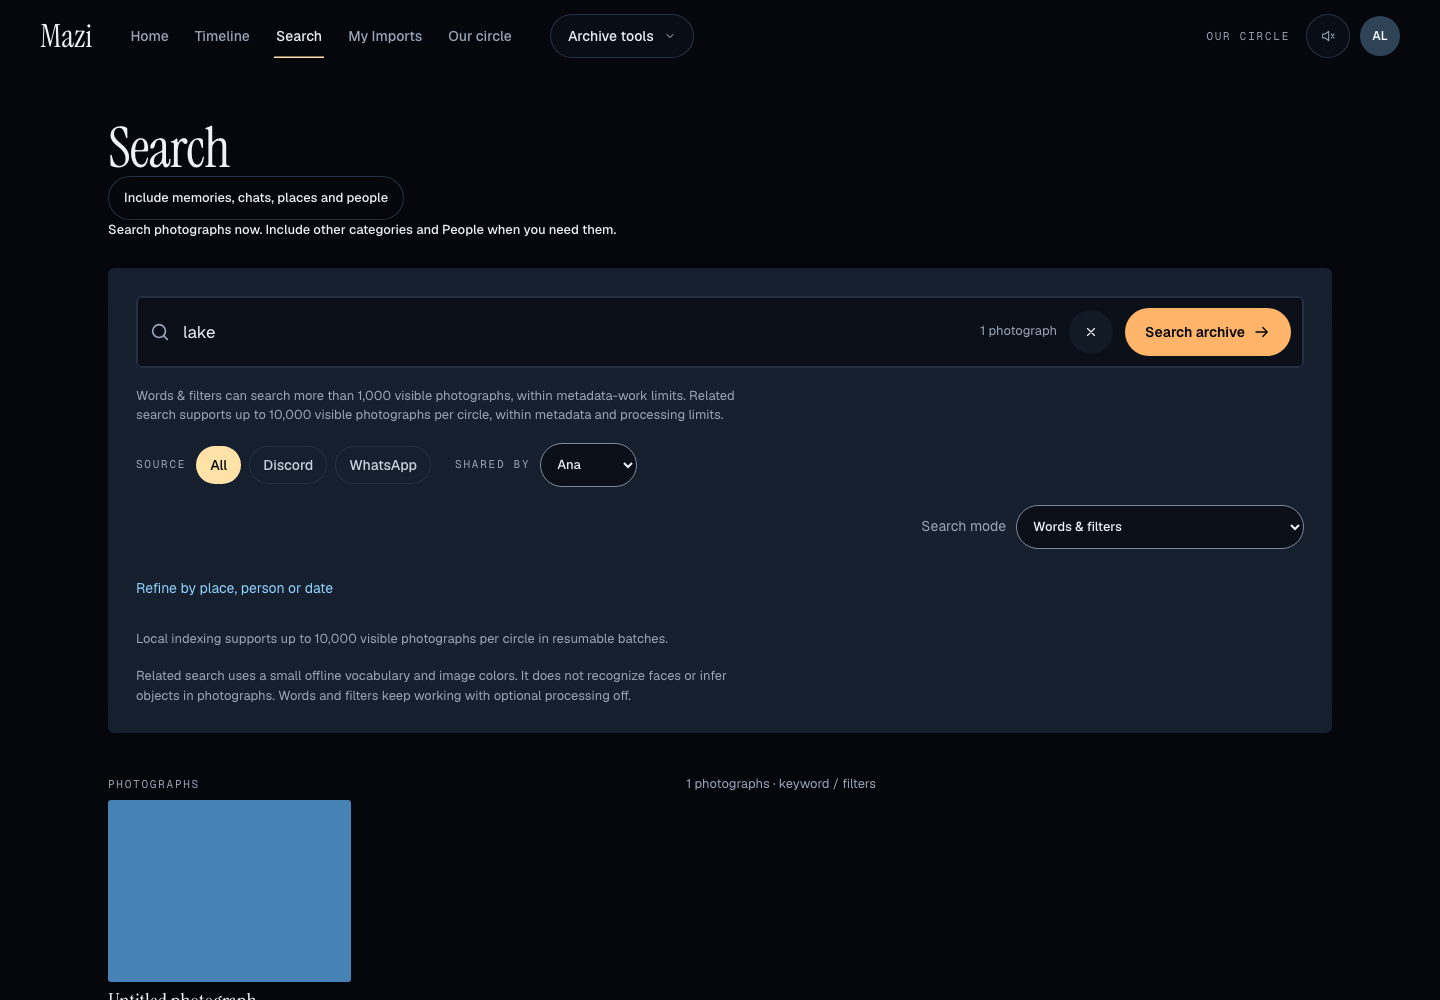 Mazi
Home
Timeline
Search
My Imports
Our circle
Archive tools
OUR CIRCLE
AL
Search
Include memories, chats, places and people
Search photographs now. Include other categories and People when you need them.
lake
1 photograph
Search archive
Words & filters can search more than 1,000 visible photographs, within metadata-work limits. Related
search supports up to 10,000 visible photographs per circle, within metadata and processing limits.
SOURCE
All
Discord
WhatsApp
SHARED BY
Ana
Search mode
Words & filters
Refine by place, person or date
Local indexing supports up to 10,000 visible photographs per circle in resumable batches.
Related search uses a small offline vocabulary and image colors. It does not recognize faces or infer
objects in photographs. Words and filters keep working with optional processing off.
PHOTOGRAPHS
1 photographs · keyword / filters
Untitled photograph